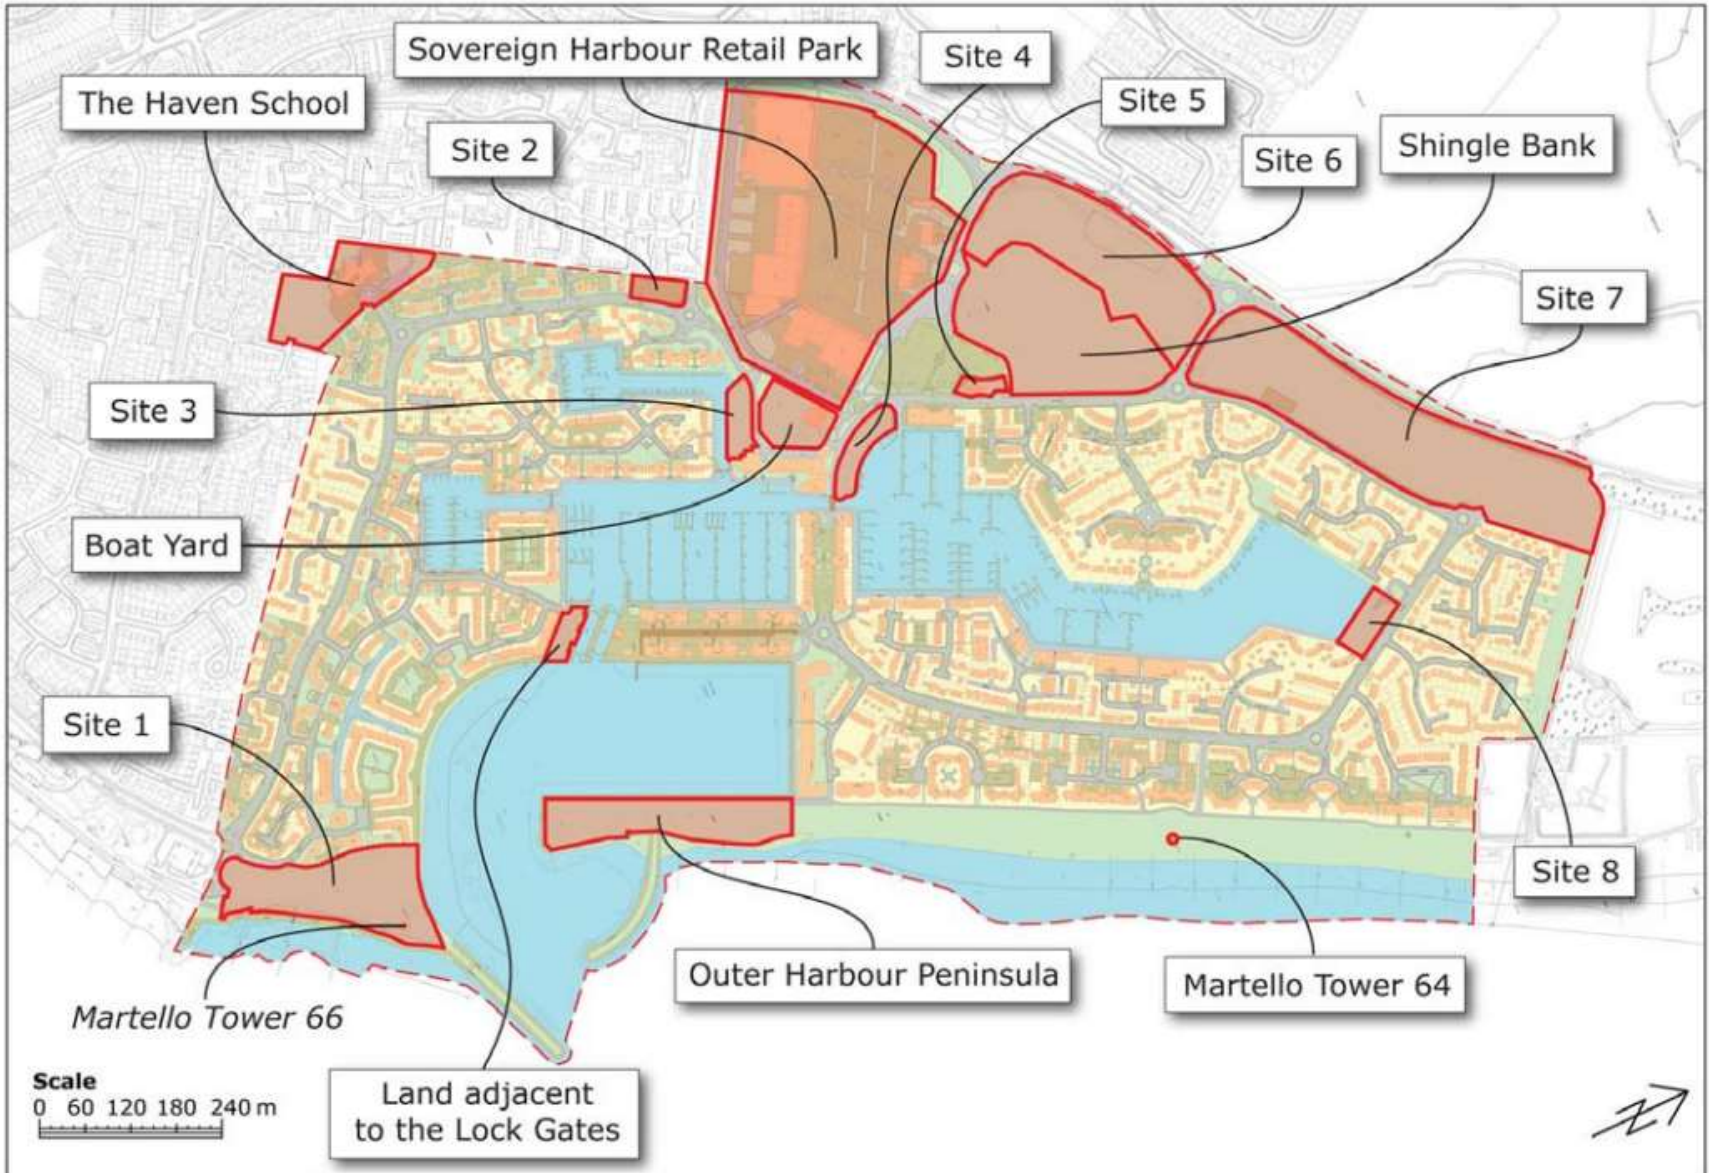 Sovereign Harbour Retail Park
Site 4
The Haven School
Site 5
Site 2
Site 6
Shingle Bank
Site 7
Site 3
Boat Yard
Site 1
Site 8
Outer Harbour Peninsula
Martello Tower 64
Martello Tower 66
Scale
0 60 120 180 240 m
Land adjacent
to the Lock Gates
N